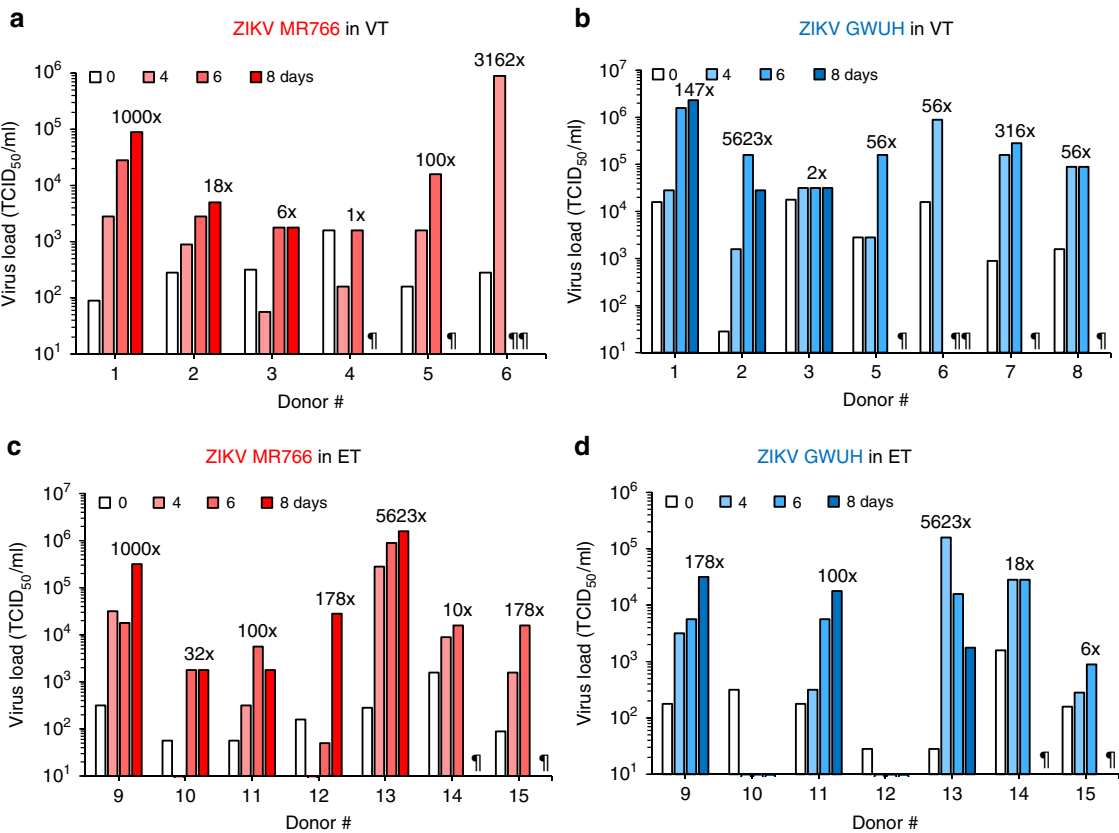 a
ZIKV MR766 in VT
0 4 6 8 days
Virus load (TCID50/ml)
10^6
10^5
10^4
10^3
10^2
10^1
1000x
18x
6x
1x
100x
3162x
¶
¶
¶¶
1 2 3 4 5 6
Donor #
b
ZIKV GWUH in VT
0 4 6 8 days
Virus load (TCID50/ml)
10^7
10^6
10^5
10^4
10^3
10^2
10^1
147x
5623x
2x
56x
56x
316x
56x
¶
¶¶
¶
¶
1 2 3 5 6 7 8
Donor #
c
ZIKV MR766 in ET
0 4 6 8 days
Virus load (TCID50/ml)
10^7
10^6
10^5
10^4
10^3
10^2
10^1
1000x
32x
100x
178x
5623x
10x
178x
¶
¶
9 10 11 12 13 14 15
Donor #
d
ZIKV GWUH in ET
0 4 6 8 days
Virus load (TCID50/ml)
10^6
10^5
10^4
10^3
10^2
10^1
178x
100x
5623x
18x
6x
¶
¶
9 10 11 12 13 14 15
Donor #